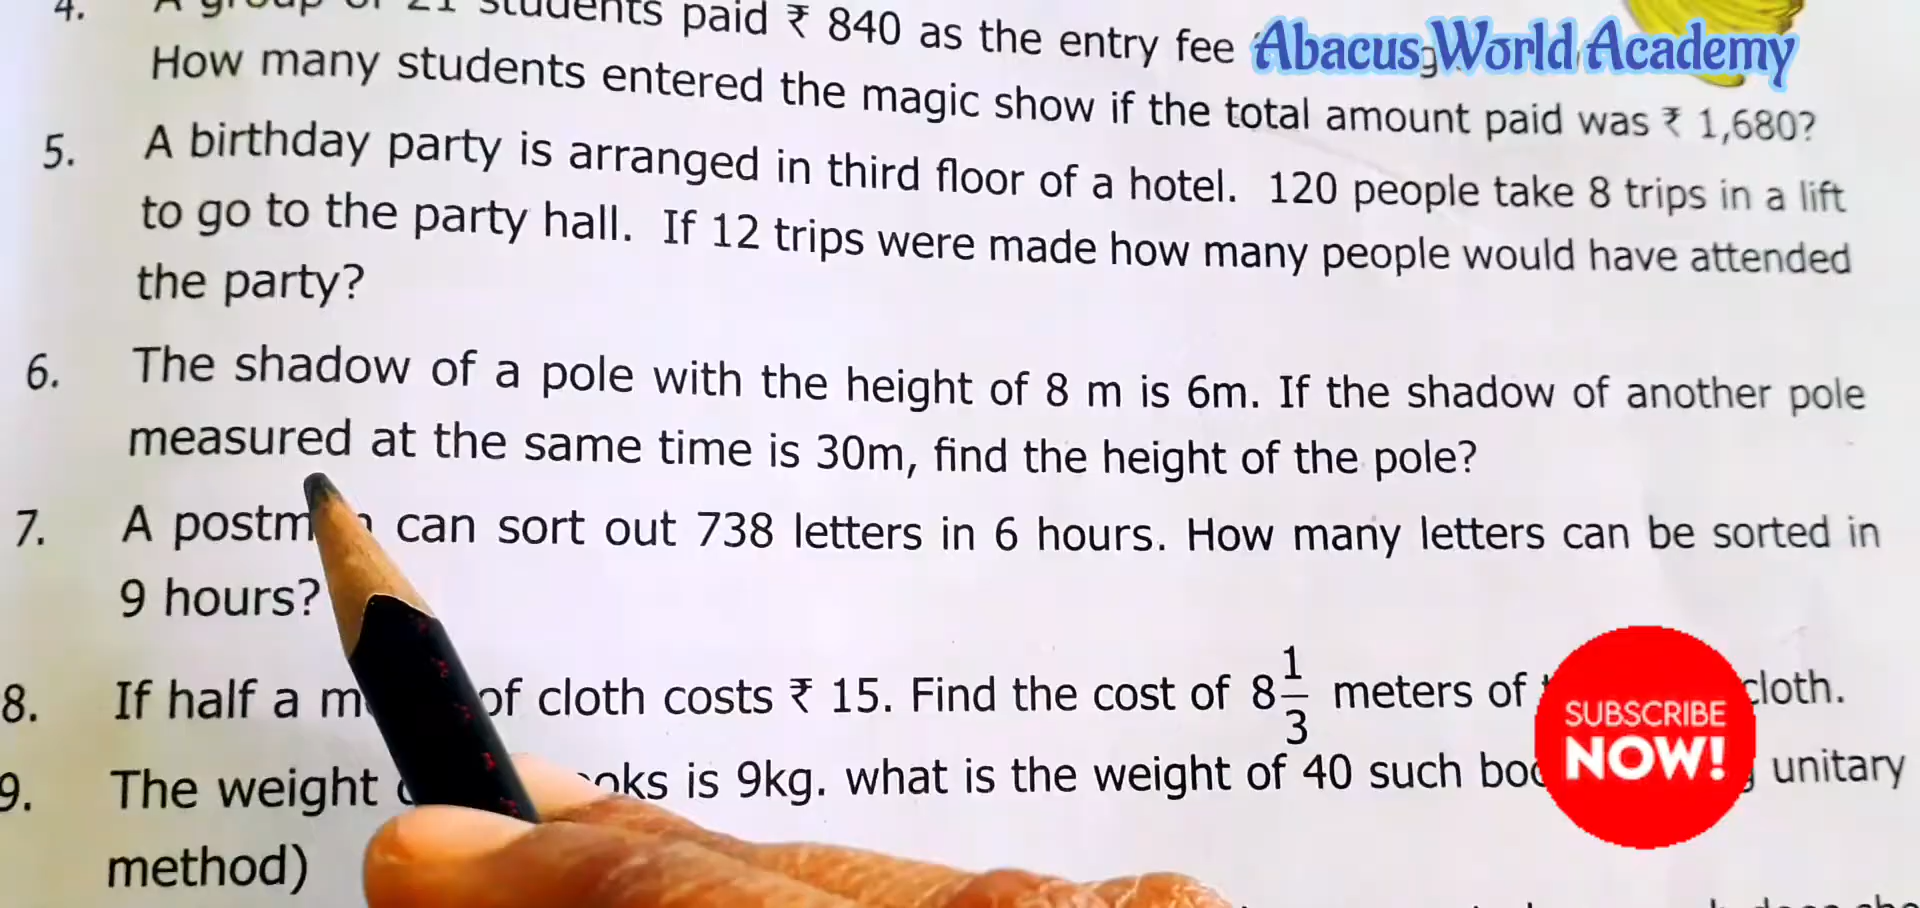 4. A group of 21 students paid ₹ 840 as the entry fee
Abacus World Academy
How many students entered the magic show if the total amount paid was ₹ 1,680?
5. A birthday party is arranged in third floor of a hotel. 120 people take 8 trips in a lift
to go to the party hall. If 12 trips were made how many people would have attended
the party?
6. The shadow of a pole with the height of 8 m is 6m. If the shadow of another pole
measured at the same time is 30m, find the height of the pole?
7. A can sort out 738 letters in 6 hours. How many letters can be sorted in
9 hours?
8. If half a of cloth costs ₹ 15. Find the cost of 8 1/3 meters of cloth.
SUBSCRIBE
NOW!
9. The weight is 9kg. what is the weight of 40 such unitary
method)